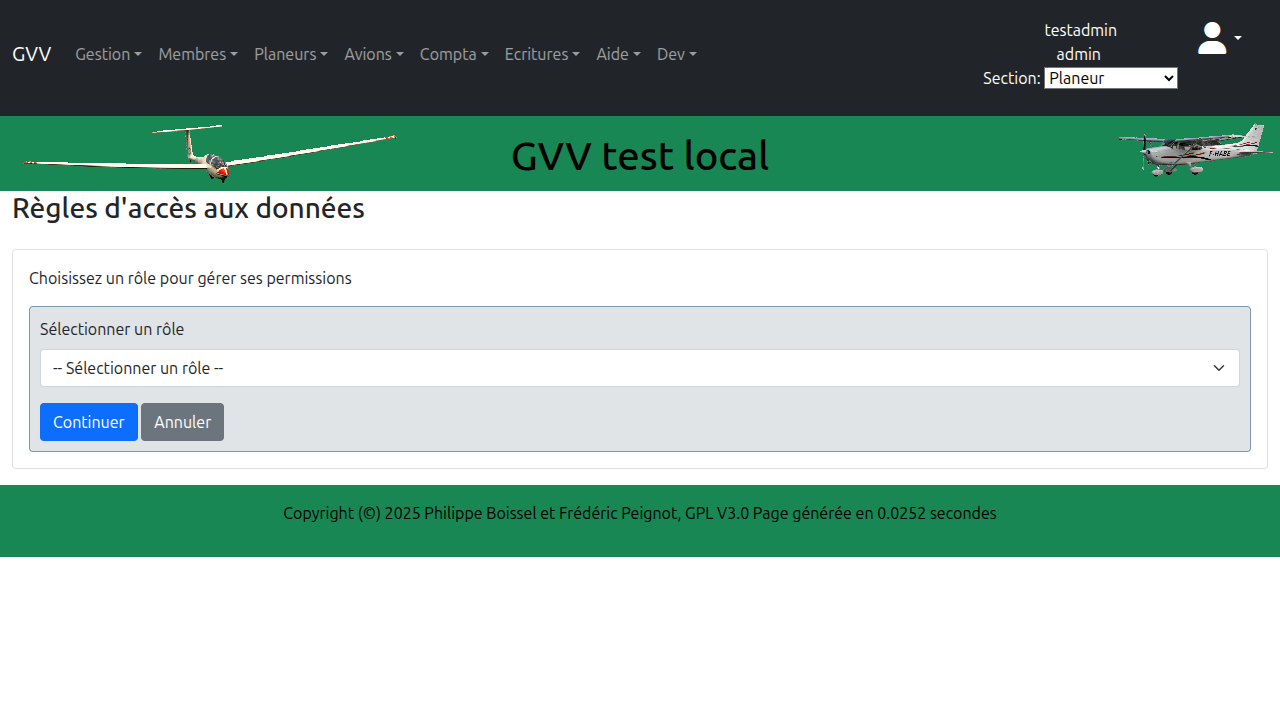 GVV Gestion Membres Planeurs Avions Compta Ecritures Aide Dev
testadmin
admin
Section: Planeur
GVV test local
F-HABE
Règles d'accès aux données
Choisissez un rôle pour gérer ses permissions
Sélectionner un rôle
-- Sélectionner un rôle --
Continuer Annuler
Copyright (©) 2025 Philippe Boissel et Frédéric Peignot, GPL V3.0 Page générée en 0.0252 secondes